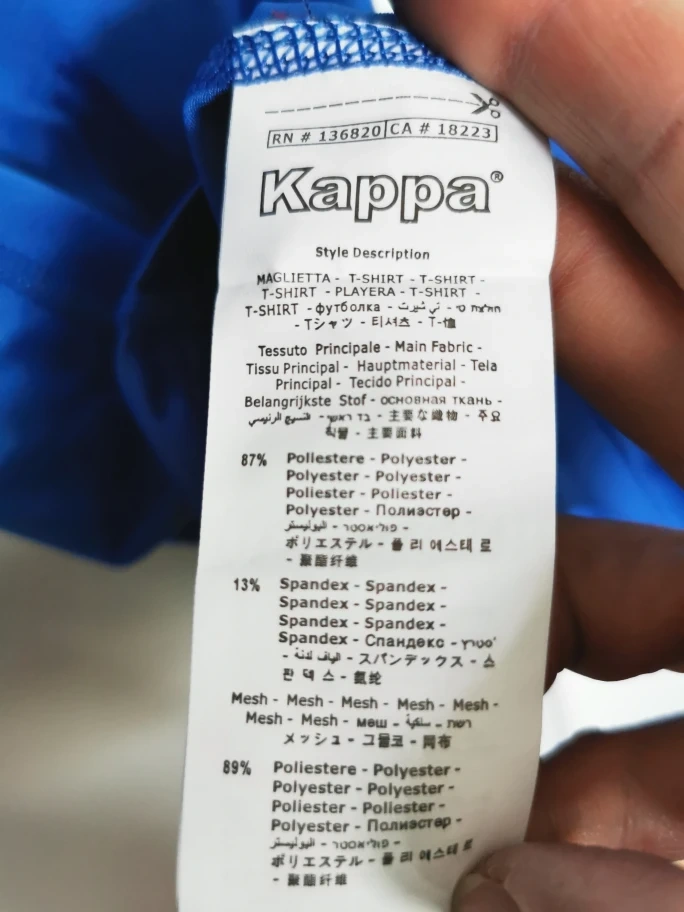 RN # 136820 CA # 18223
Kappa®
Style Description
MAGLIETTA - T-SHIRT - T-SHIRT -
T-SHIRT - PLAYERA - T-SHIRT -
T-SHIRT - футболка - تي شيرت - חולצת טי
- Tシャツ - 티셔츠 - T-恤
Tessuto Principale - Main Fabric -
Tissu Principal - Hauptmaterial - Tela
Principal - Tecido Principal -
Belangrijkste Stof - основная ткань -
النسيج الرئيسي - בד ראשי - 主要な織物 - 주요
직물 - 主要面料
87% Poliestere - Polyester -
Polyester - Polyester -
Poliester - Poliester -
Polyester - Полиэстер -
פוליאסטר - البوليستر -
ポリエステル - 폴 리 에스테 르
- 聚酯纤维
13% Spandex - Spandex -
Spandex - Spandex -
Spandex - Spandex -
Spandex - Спандекс -
- الياف لدنة - スパンデックス - 스
판 덱 스 - 氨纶
Mesh - Mesh - Mesh - Mesh - Mesh -
Mesh - Mesh - меш - - רשת
メッシュ - 그물코 - 网布
89% Poliestere - Polyester -
Polyester - Polyester -
Poliester - Poliester -
Polyester - Полиэстер -
פוליאסטר - البوليستر -
ポリエステル - 폴 리 에스테 르
- 聚酯纤维